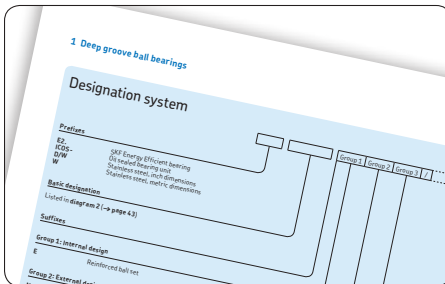 1 Deep groove ball bearings
Designation system
Prefixes
E2. SKF Energy Efficient bearing
ICOS- Oil sealed bearing unit
D/W Stainless steel, inch dimensions
W Stainless steel, metric dimensions
Group 1 Group 2 Group 3 /
Basic designation
Listed in diagram 2 (→ page 43)
Suffixes
Group 1: Internal design
E Reinforced ball set
Group 2: External